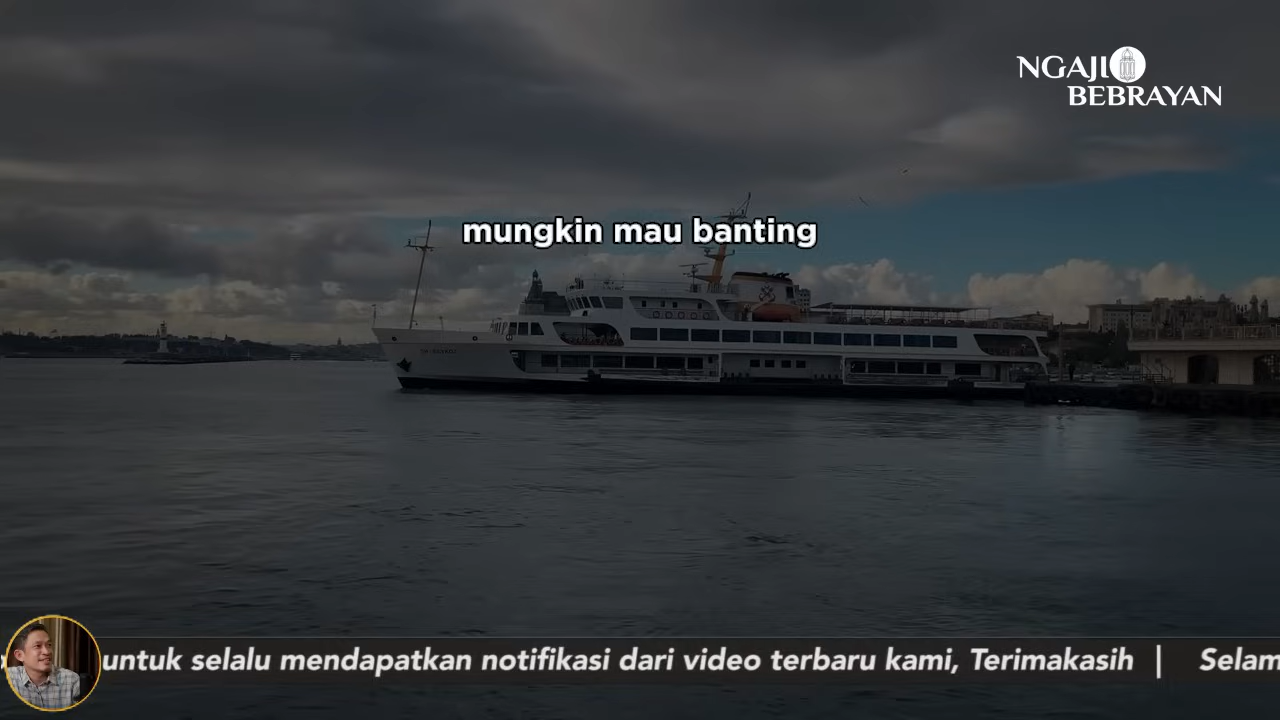 NGAJI
BEBRAYAN
mungkin mau banting
untuk selalu mendapatkan notifikasi dari video terbaru kami, Terimakasih | Selam